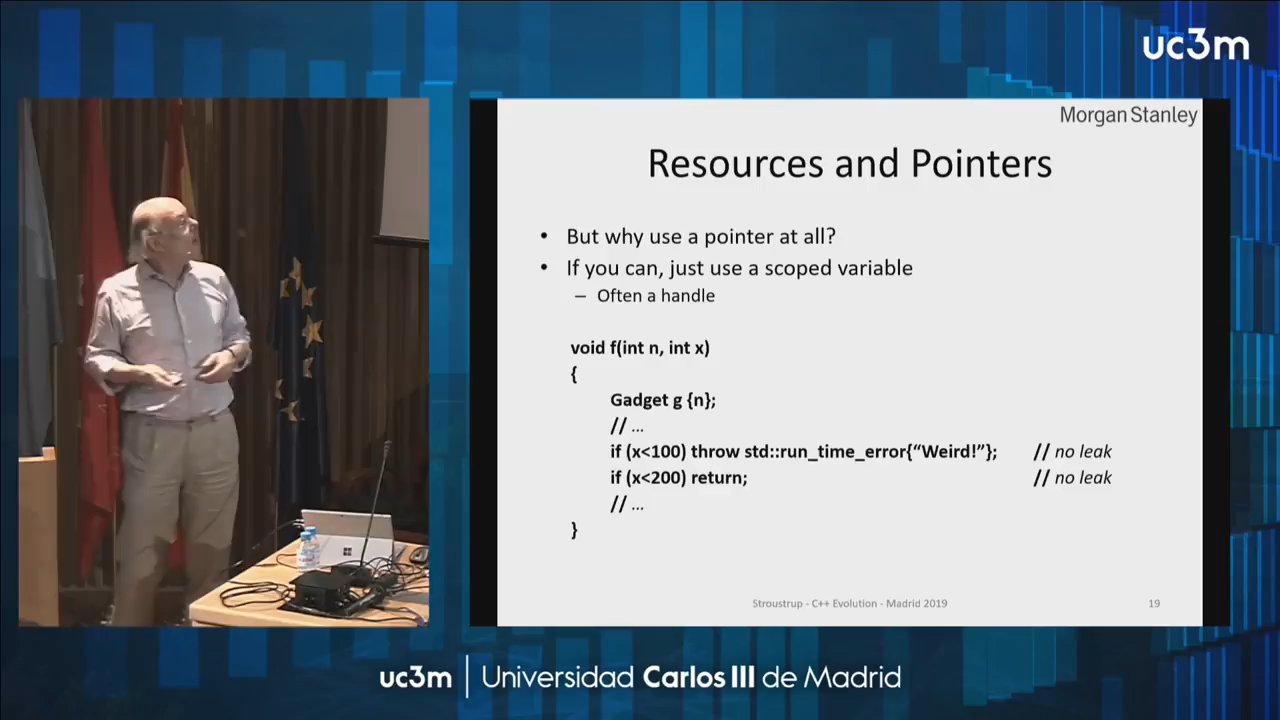 uc3m
Morgan Stanley
Resources and Pointers
• But why use a pointer at all?
• If you can, just use a scoped variable
– Often a handle
void f(int n, int x)
{
Gadget g {n};
// ...
if (x<100) throw std::run_time_error{“Weird!”}; // no leak
if (x<200) return; // no leak
// ...
}
Stroustrup - C++ Evolution - Madrid 2019 19
uc3m | Universidad Carlos III de Madrid